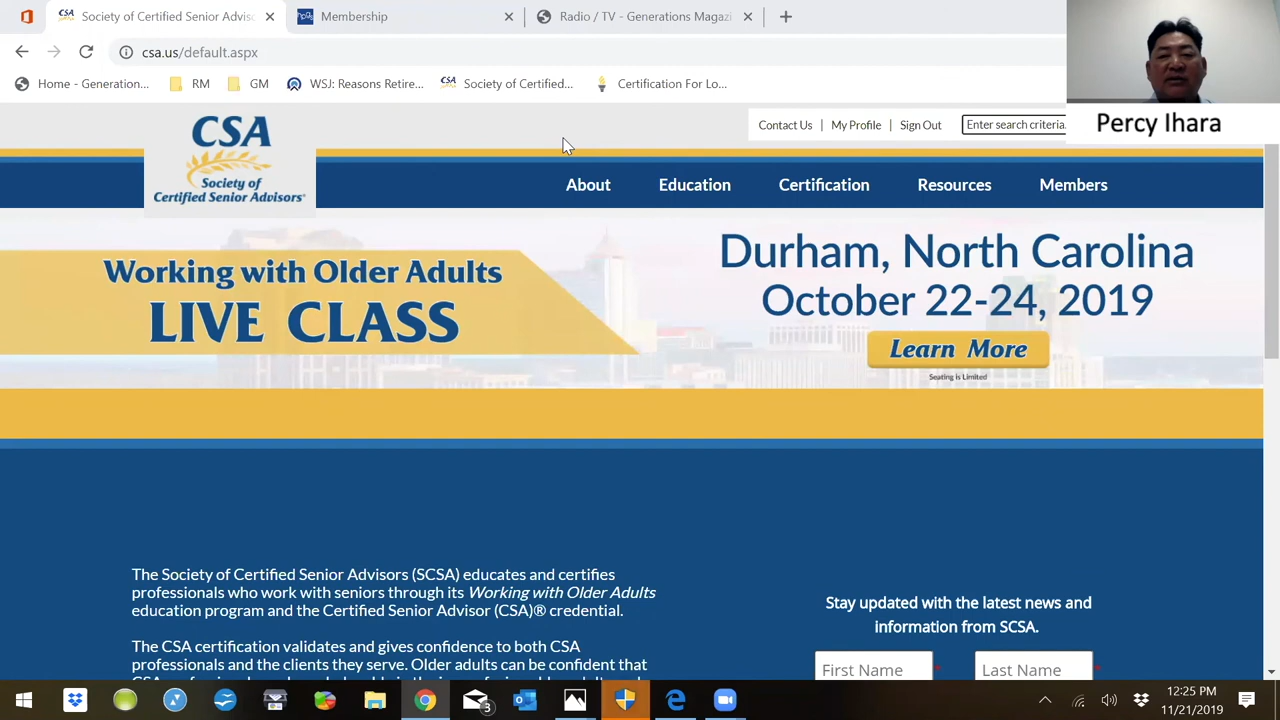 Society of Certified Senior Advis
Membership
Radio / TV - Generations Magazi
csa.us/default.aspx
Home - Generation...
RM
GM
WSJ: Reasons Retire...
CSA
Society of Certified...
Certification For Lo...
Contact Us | My Profile | Sign Out
Enter search criteria.
Percy Ihara
CSA
Society of
Certified Senior Advisors®
About
Education
Certification
Resources
Members
Working with Older Adults
LIVE CLASS
Durham, North Carolina
October 22-24, 2019
Learn More
Seating is Limited
The Society of Certified Senior Advisors (SCSA) educates and certifies
professionals who work with seniors through its Working with Older Adults
education program and the Certified Senior Advisor (CSA)® credential.
The CSA certification validates and gives confidence to both CSA
professionals and the clients they serve. Older adults can be confident that
Stay updated with the latest news and
information from SCSA.
First Name *
Last Name *
3
12:25 PM
11/21/2019